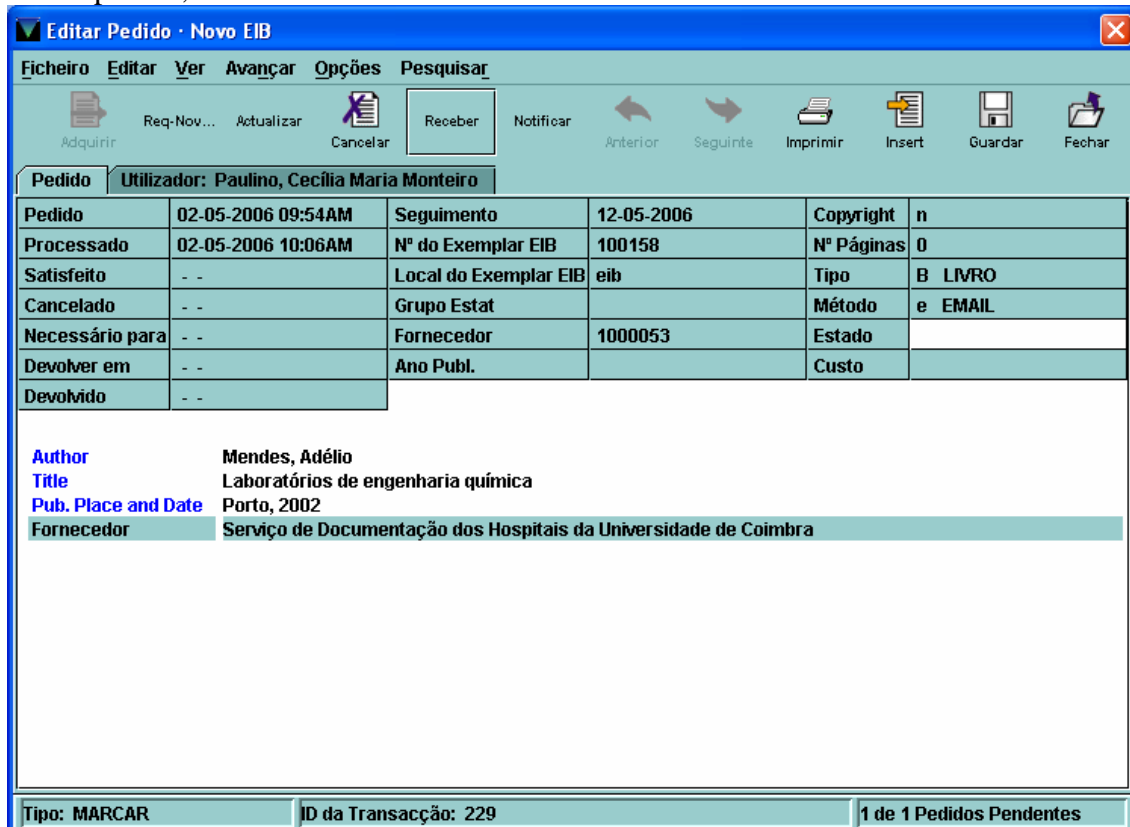 Editar Pedido · Novo EIB
Ficheiro Editar Ver Avançar Opções Pesquisar
Adquirir Req-Nov... Actualizar Cancelar Receber Notificar Anterior Seguinte Imprimir Insert Guardar Fechar
Pedido Utilizador: Paulino, Cecília Maria Monteiro
Pedido 02-05-2006 09:54AM Seguimento 12-05-2006 Copyright n
Processado 02-05-2006 10:06AM Nº do Exemplar EIB 100158 Nº Páginas 0
Satisfeito - - Local do Exemplar EIB eib Tipo B LIVRO
Cancelado - - Grupo Estat Método e EMAIL
Necessário para - - Fornecedor 1000053 Estado
Devolver em - - Ano Publ. Custo
Devolvido - -
Author Mendes, Adélio
Title Laboratórios de engenharia química
Pub. Place and Date Porto, 2002
Fornecedor Serviço de Documentação dos Hospitais da Universidade de Coimbra
Tipo: MARCAR ID da Transacção: 229 1 de 1 Pedidos Pendentes